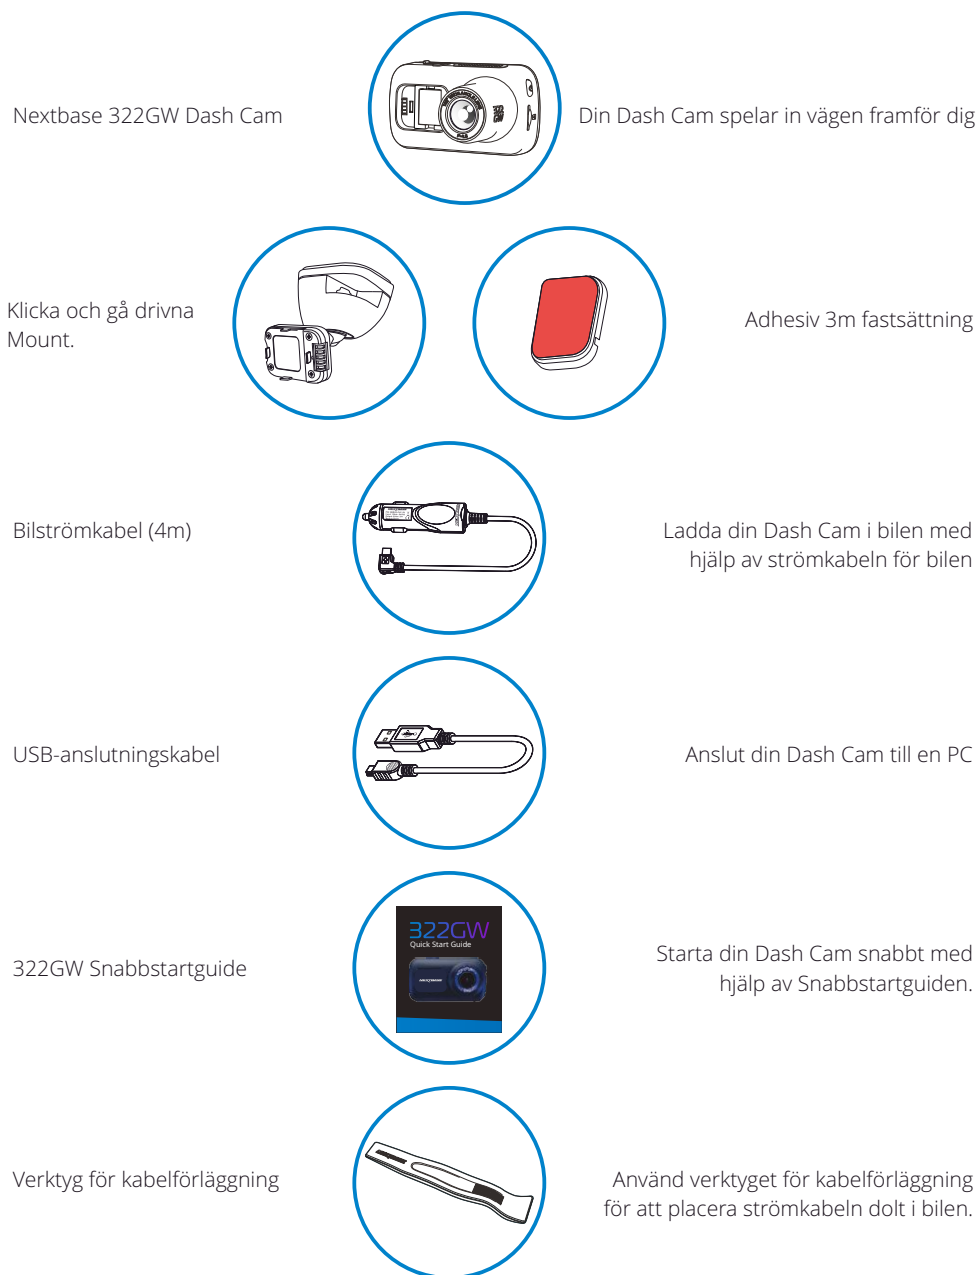 Nextbase 322GW Dash Cam
Din Dash Cam spelar in vägen framför dig
Klicka och gå drivna
Mount.
Adhesiv 3m fastsättning
Bilströmkabel (4m)
Ladda din Dash Cam i bilen med
hjälp av strömkabeln för bilen
USB-anslutningskabel
Anslut din Dash Cam till en PC
322GW
Quick Start Guide
322GW Snabbstartguide
Starta din Dash Cam snabbt med
hjälp av Snabbstartguiden.
Verktyg för kabelförläggning
Använd verktyget för kabelförläggning
för att placera strömkabeln dolt i bilen.